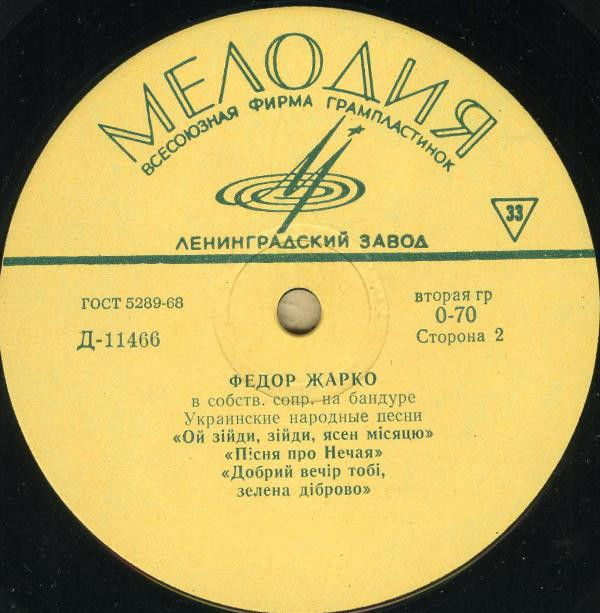 МЕЛОДИЯ
ВСЕСОЮЗНАЯ ФИРМА ГРАМПЛАСТИНОК
33
ЛЕНИНГРАДСКИЙ ЗАВОД
ГОСТ 5289-68
Д-11466
вторая гр
0-70
Сторона 2
ФЕДОР ЖАРКО
в собств. сопр. на бандуре
Украинские народные песни
«Ой зійди, зійди, ясен місяцю»
«Пісня про Нечая»
«Добрий вечір тобі,
зелена діброво»